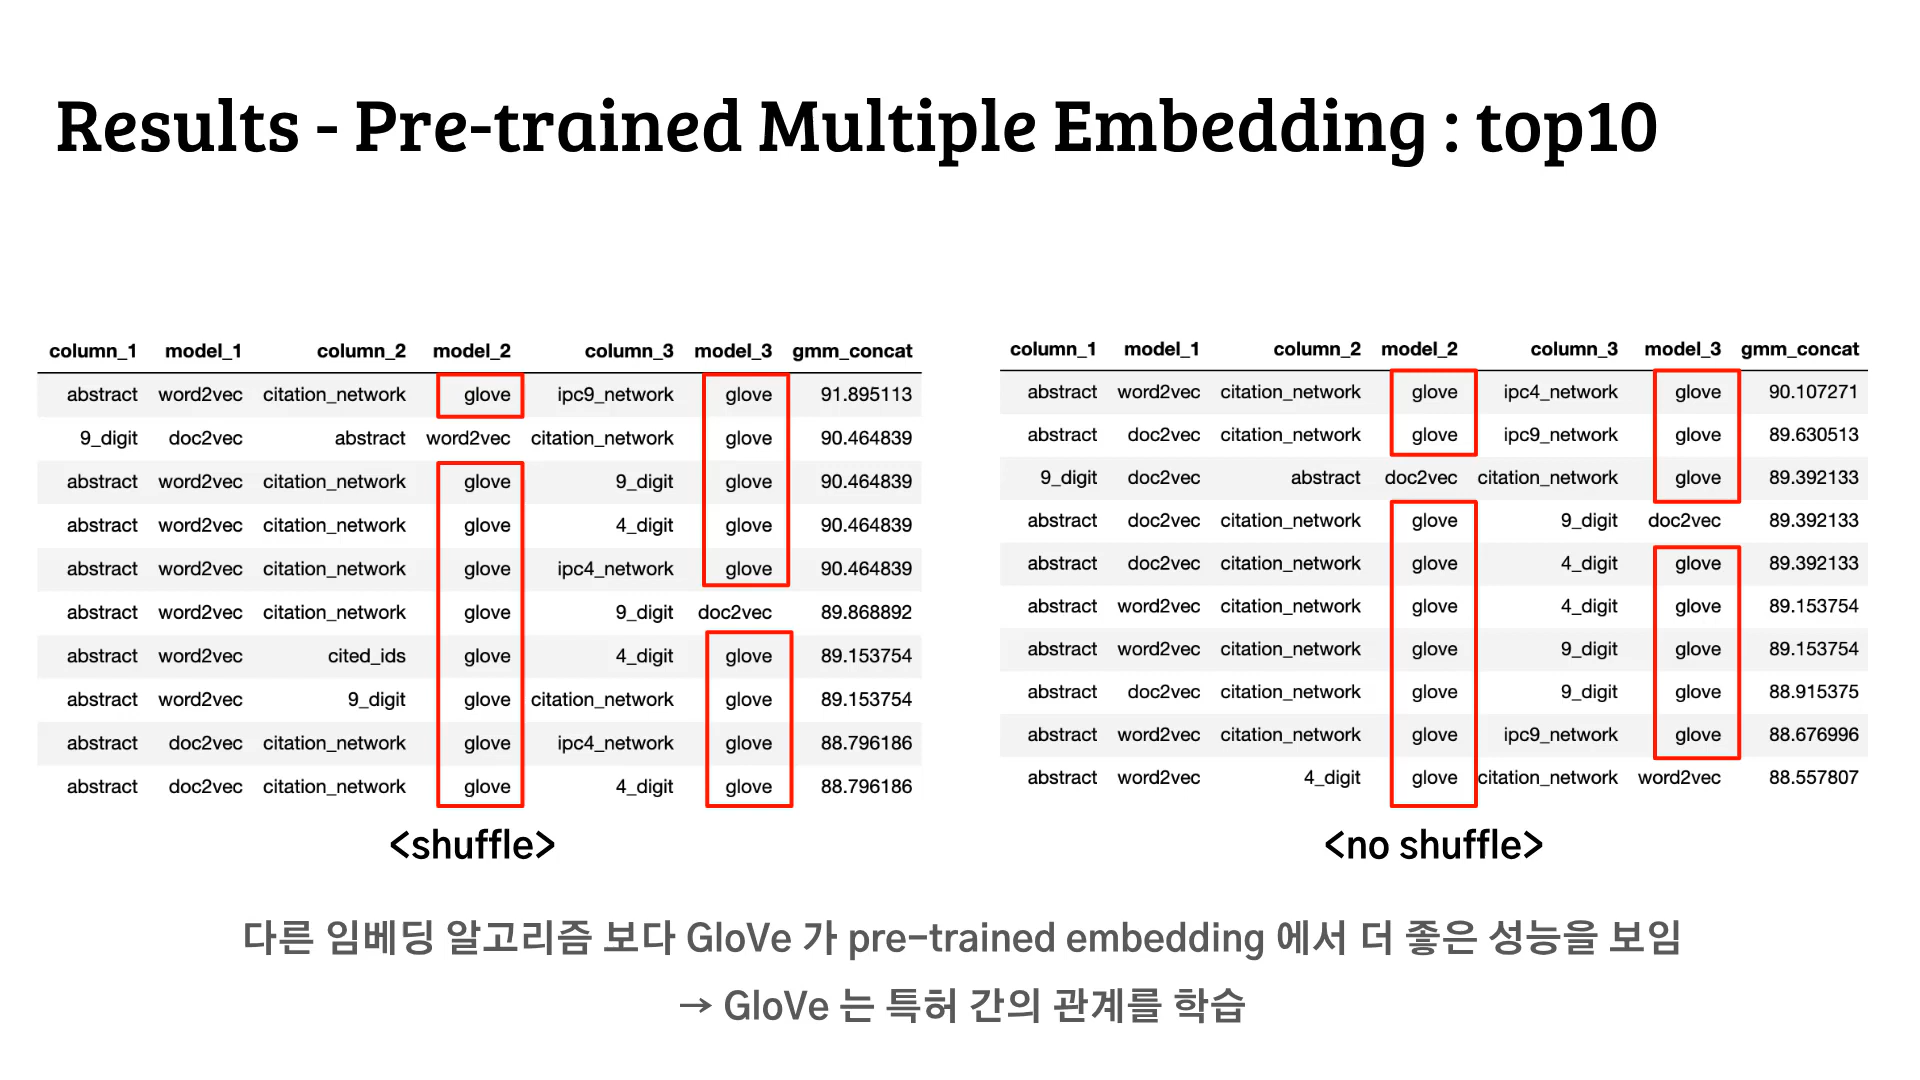 Results - Pre-trained Multiple Embedding : top10
column_1 model_1 column_2 model_2 column_3 model_3 gmm_concat
abstract word2vec citation_network glove ipc9_network glove 91.895113
9_digit doc2vec abstract word2vec citation_network glove 90.464839
abstract word2vec citation_network glove 9_digit glove 90.464839
abstract word2vec citation_network glove 4_digit glove 90.464839
abstract word2vec citation_network glove ipc4_network glove 90.464839
abstract word2vec citation_network glove 9_digit doc2vec 89.868892
abstract word2vec cited_ids glove 4_digit glove 89.153754
abstract word2vec 9_digit glove citation_network glove 89.153754
abstract doc2vec citation_network glove ipc4_network glove 88.796186
abstract doc2vec citation_network glove 4_digit glove 88.796186
<shuffle>
column_1 model_1 column_2 model_2 column_3 model_3 gmm_concat
abstract word2vec citation_network glove ipc4_network glove 90.107271
abstract doc2vec citation_network glove ipc9_network glove 89.630513
9_digit doc2vec abstract doc2vec citation_network glove 89.392133
abstract doc2vec citation_network glove 9_digit doc2vec 89.392133
abstract doc2vec citation_network glove 4_digit glove 89.392133
abstract word2vec citation_network glove 4_digit glove 89.153754
abstract word2vec citation_network glove 9_digit glove 89.153754
abstract doc2vec citation_network glove 9_digit glove 88.915375
abstract word2vec citation_network glove ipc9_network glove 88.676996
abstract word2vec 4_digit glove citation_network word2vec 88.557807
<no shuffle>
다른 임베딩 알고리즘 보다 GloVe 가 pre-trained embedding 에서 더 좋은 성능을 보임
→ GloVe 는 특허 간의 관계를 학습